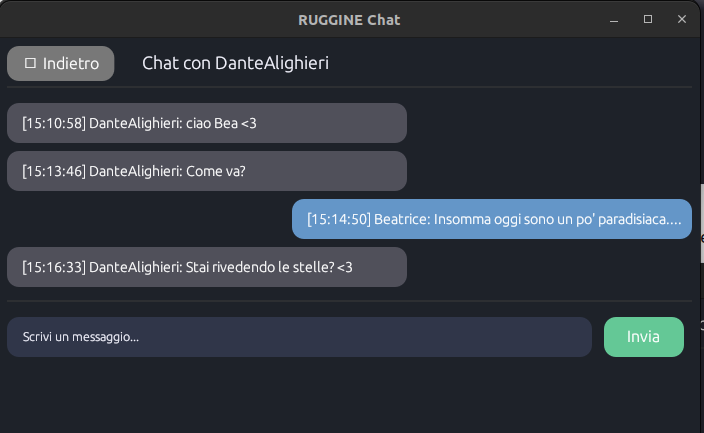 RUGGINE Chat
Indietro
Chat con DanteAlighieri
[15:10:58] DanteAlighieri: ciao Bea <3
[15:13:46] DanteAlighieri: Come va?
[15:14:50] Beatrice: Insomma oggi sono un po' paradisiaca....
[15:16:33] DanteAlighieri: Stai rivedendo le stelle? <3
Scrivi un messaggio...
Invia